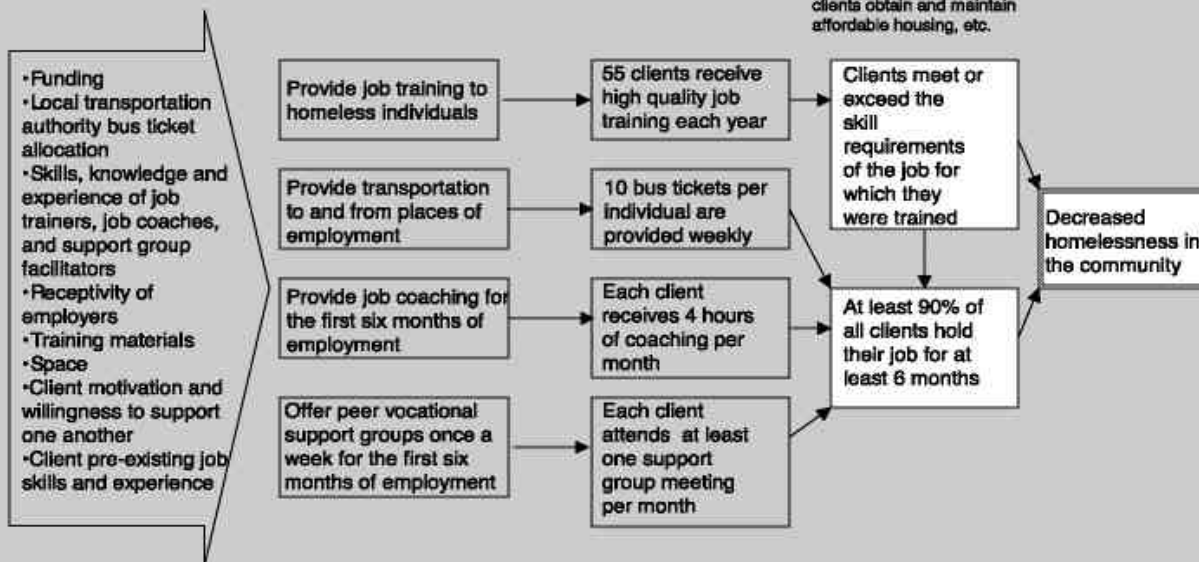 clients obtain and maintain
affordable housing, etc.
•Funding
•Local transportation
authority bus ticket
allocation
•Skills, knowledge and
experience of job
trainers, job coaches,
and support group
facilitators
•Receptivity of
employers
•Training materials
•Space
•Client motivation and
willingness to support
one another
•Client pre-existing job
skills and experience
Provide job training to
homeless individuals
55 clients receive
high quality job
training each year
Clients meet or
exceed the
skill
requirements
of the job for
which they
were trained
Provide transportation
to and from places of
employment
10 bus tickets per
individual are
provided weekly
Decreased
homelessness in
the community
Provide job coaching for
the first six months of
employment
Each client
receives 4 hours
of coaching per
month
At least 90% of
all clients hold
their job for at
least 6 months
Offer peer vocational
support groups once a
week for the first six
months of employment
Each client
attends at least
one support
group meeting
per month